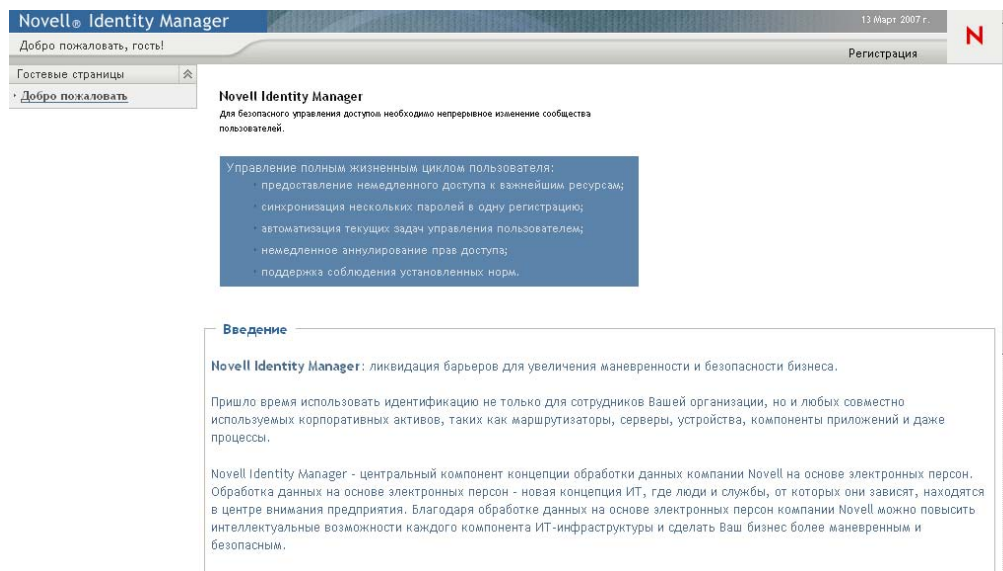 Novell® Identity Manager
13 Март 2007 г.
N
Добро пожаловать, гость!
Регистрация
Гостевые страницы
Добро пожаловать
Novell Identity Manager
Для безопасного управления доступом необходимо непрерывное изменение сообщества
пользователей.
Управление полным жизненным циклом пользователя:
· предоставление немедленного доступа к важнейшим ресурсам;
· синхронизация нескольких паролей в одну регистрацию;
· автоматизация текущих задач управления пользователем;
· немедленное аннулирование прав доступа;
· поддержка соблюдения установленных норм.
Введение
Novell Identity Manager: ликвидация барьеров для увеличения маневренности и безопасности бизнеса.
Пришло время использовать идентификацию не только для сотрудников Вашей организации, но и любых совместно
используемых корпоративных активов, таких как маршрутизаторы, серверы, устройства, компоненты приложений и даже
процессы.
Novell Identity Manager - центральный компонент концепции обработки данных компании Novell на основе электронных персон.
Обработка данных на основе электронных персон - новая концепция ИТ, где люди и службы, от которых они зависят, находятся
в центре внимания предприятия. Благодаря обработке данных на основе электронных персон компании Novell можно повысить
интеллектуальные возможности каждого компонента ИТ-инфраструктуры и сделать Ваш бизнес более маневренным и
безопасным.